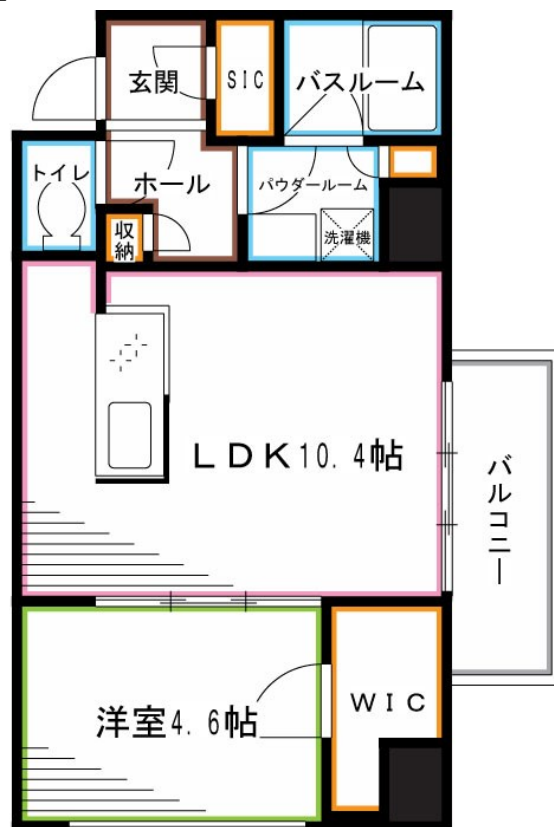 玄関
SIC
バスルーム
トイレ
ホール
パウダールーム
収納
洗濯機
LDK10.4帖
バルコニー
洋室4.6帖
WIC